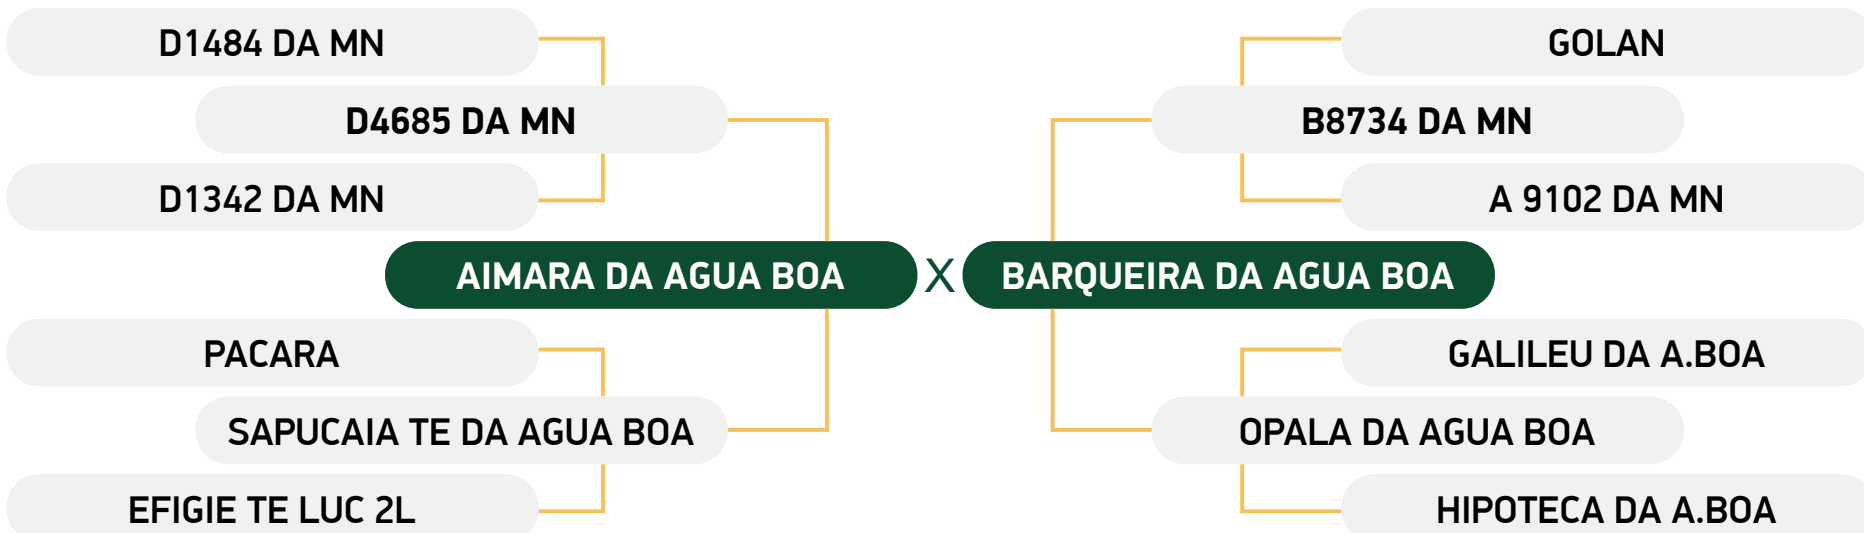 D1484 DA MN
GOLAN
D4685 DA MN
B8734 DA MN
D1342 DA MN
A 9102 DA MN
AIMARA DA AGUA BOA X BARQUEIRA DA AGUA BOA
PACARA
GALILEU DA A.BOA
SAPUCAIA TE DA AGUA BOA
OPALA DA AGUA BOA
EFIGIE TE LUC 2L
HIPOTECA DA A.BOA